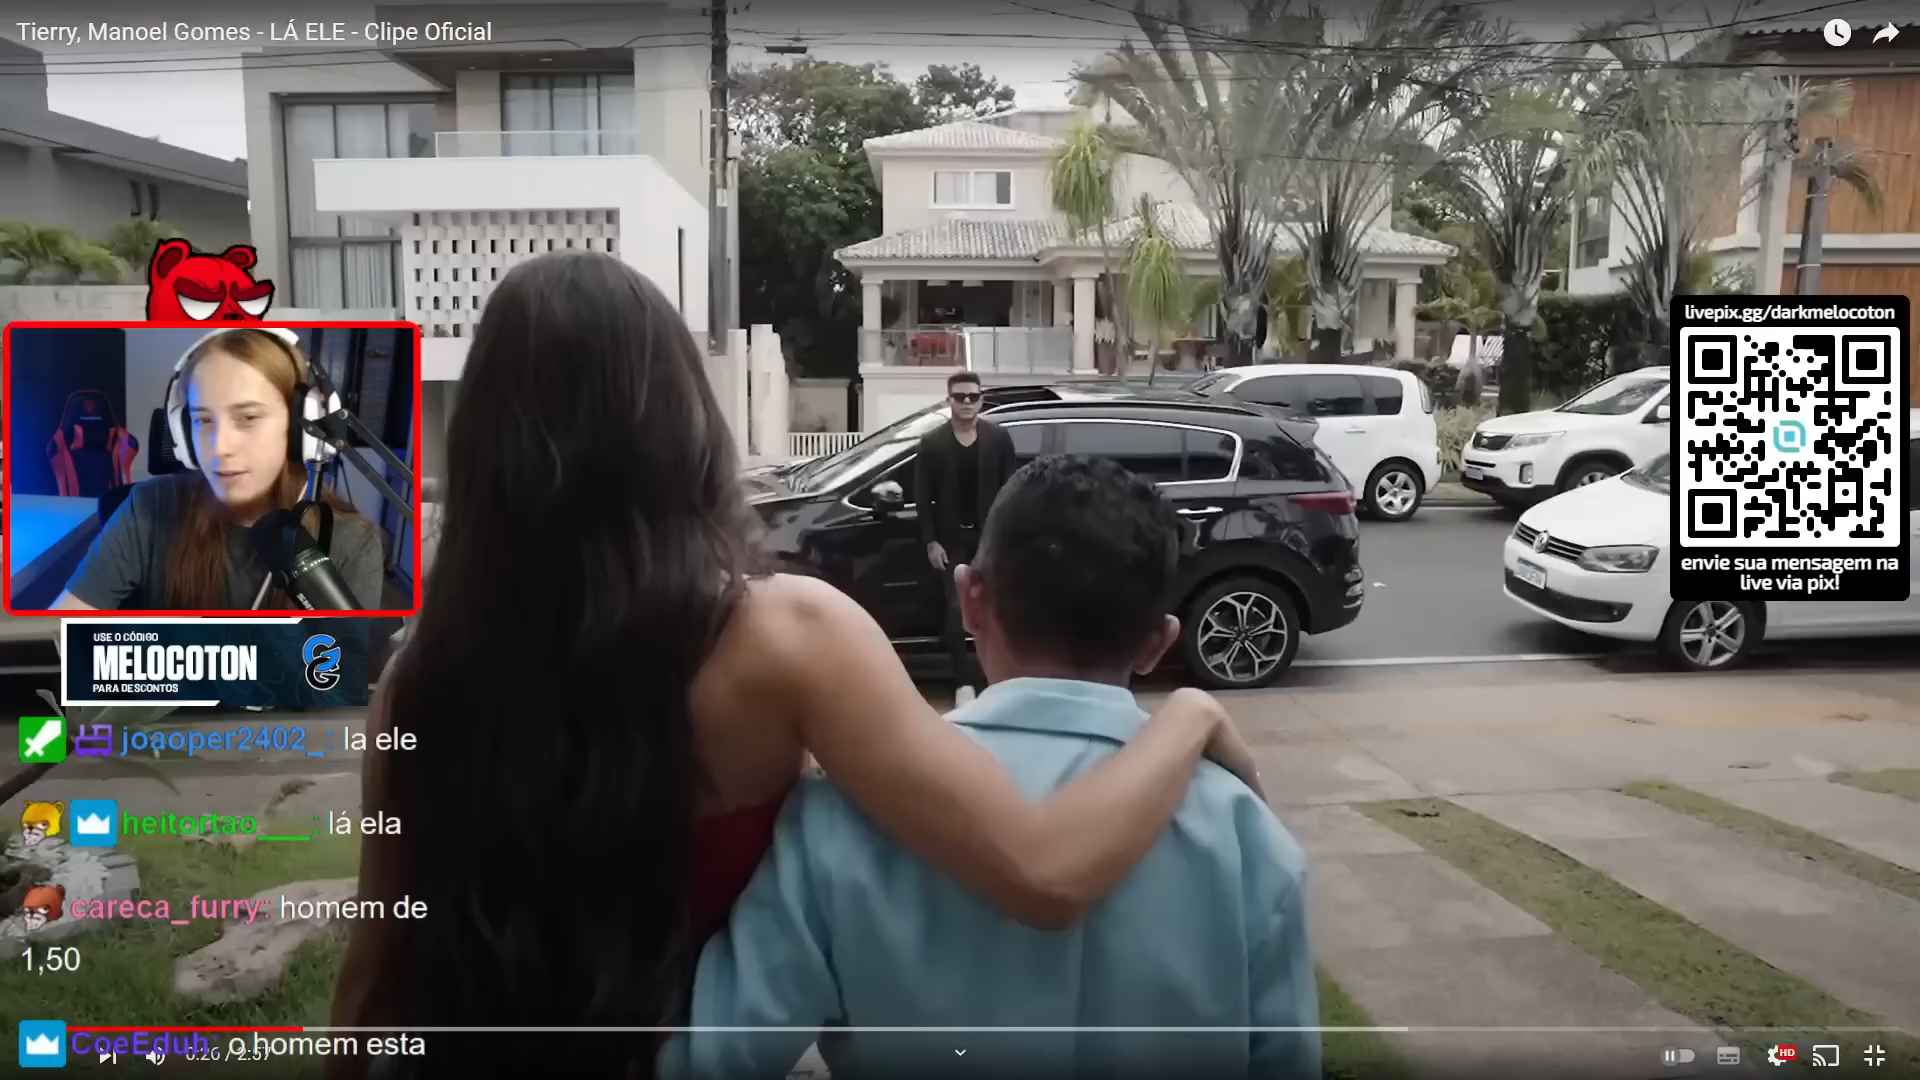 Tierry, Manoel Gomes - LÁ ELE - Clipe Oficial
livepix.gg/darkmelocoton
envie sua mensagem na
live via pix!
USE O CÓDIGO
MELOCOTON
PARA DESCONTOS
joaoper2402_: la ele
heitortao___: lá ela
careca_furry: homem de
1,50
CoeEduh: o homem esta
0:26 / 2:57
HD